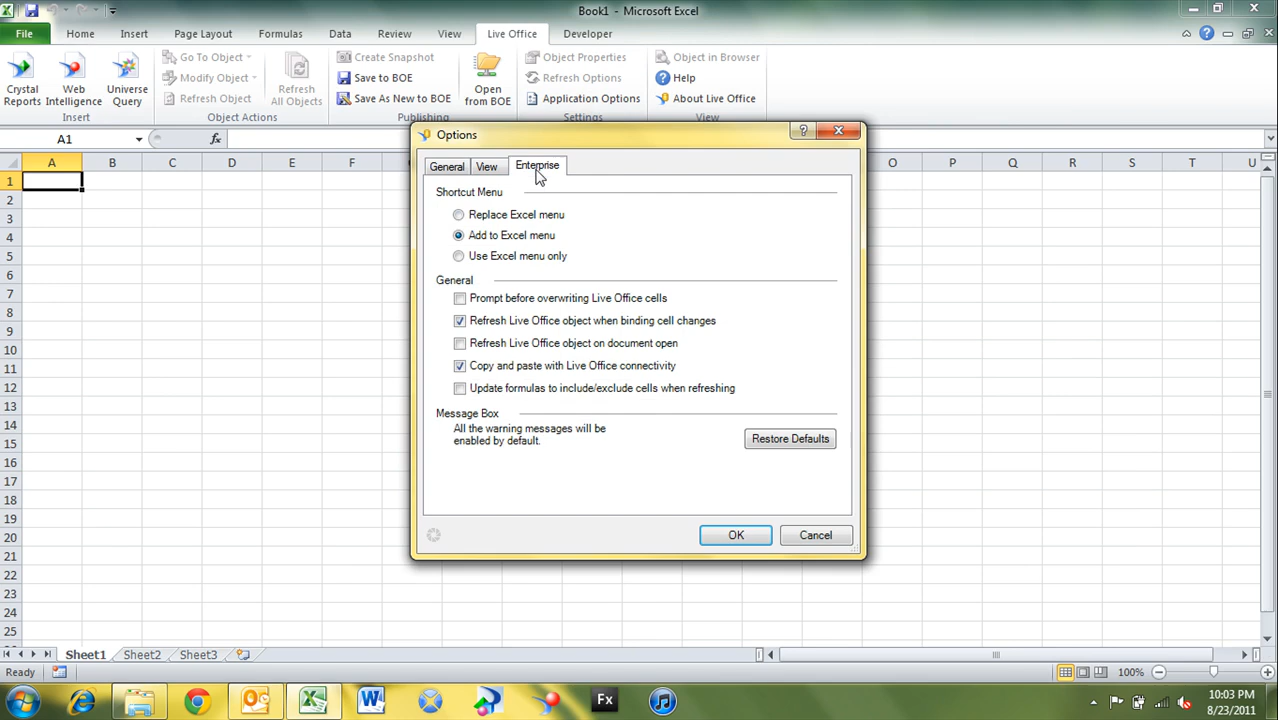 Book1 - Microsoft Excel
File Home Insert Page Layout Formulas Data Review View Live Office Developer
Crystal Reports
Web Intelligence
Universe Query
Insert
Go To Object
Modify Object
Refresh Object
Refresh All Objects
Object Actions
Create Snapshot
Save to BOE
Save As New to BOE
Open from BOE
Publishing
Object Properties
Refresh Options
Application Options
Settings
Object in Browser
Help
About Live Office
View
A1 fx
A B C D E F O P Q R S T U
1
2
3
4
5
6
7
8
9
10
11
12
13
14
15
16
17
18
19
20
21
22
23
24
25
Options
General View Enterprise
Shortcut Menu
Replace Excel menu
Add to Excel menu
Use Excel menu only
General
Prompt before overwriting Live Office cells
Refresh Live Office object when binding cell changes
Refresh Live Office object on document open
Copy and paste with Live Office connectivity
Update formulas to include/exclude cells when refreshing
Message Box
All the warning messages will be
enabled by default.
Restore Defaults
OK Cancel
Sheet1 Sheet2 Sheet3
Ready 100%
Fx
10:03 PM
8/23/2011